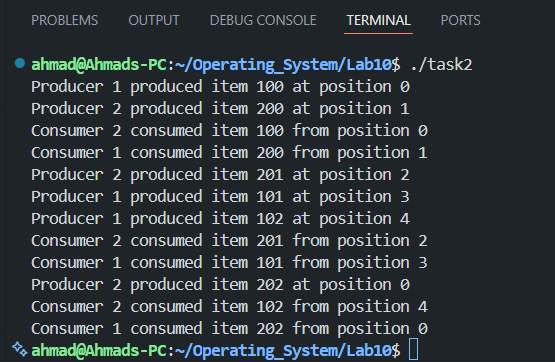 PROBLEMS OUTPUT DEBUG CONSOLE TERMINAL PORTS
ahmad@Ahmads-PC:~/Operating_System/Lab10$ ./task2
Producer 1 produced item 100 at position 0
Producer 2 produced item 200 at position 1
Consumer 2 consumed item 100 from position 0
Consumer 1 consumed item 200 from position 1
Producer 2 produced item 201 at position 2
Producer 1 produced item 101 at position 3
Producer 1 produced item 102 at position 4
Consumer 2 consumed item 201 from position 2
Consumer 1 consumed item 101 from position 3
Producer 2 produced item 202 at position 0
Consumer 2 consumed item 102 from position 4
Consumer 1 consumed item 202 from position 0
ahmad@Ahmads-PC:~/Operating_System/Lab10$